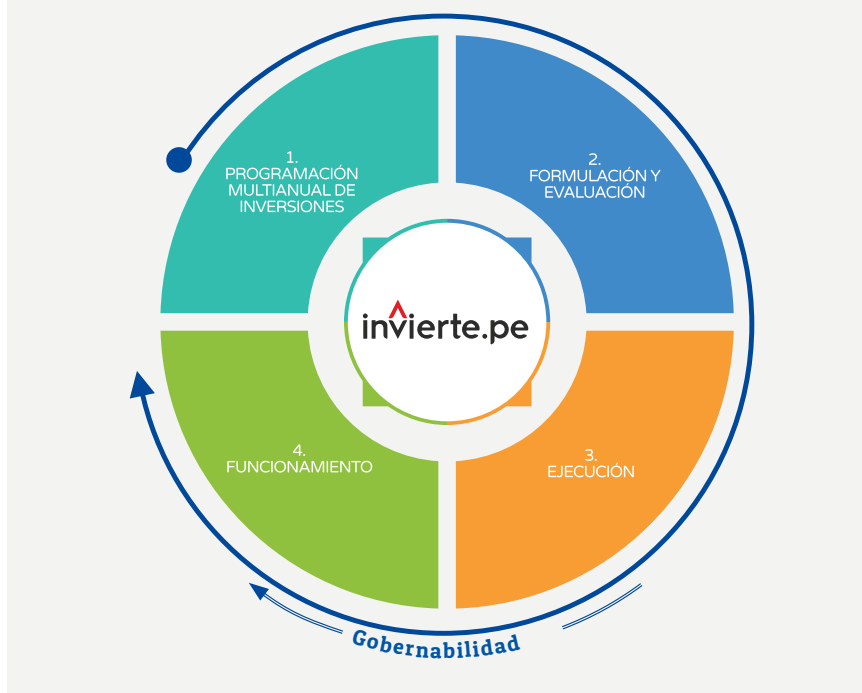 1.
PROGRAMACIÓN
MULTIANUAL DE
INVERSIONES
2.
FORMULACIÓN Y
EVALUACIÓN
invierte.pe
4.
FUNCIONAMIENTO
3.
EJECUCIÓN
Gobernabilidad